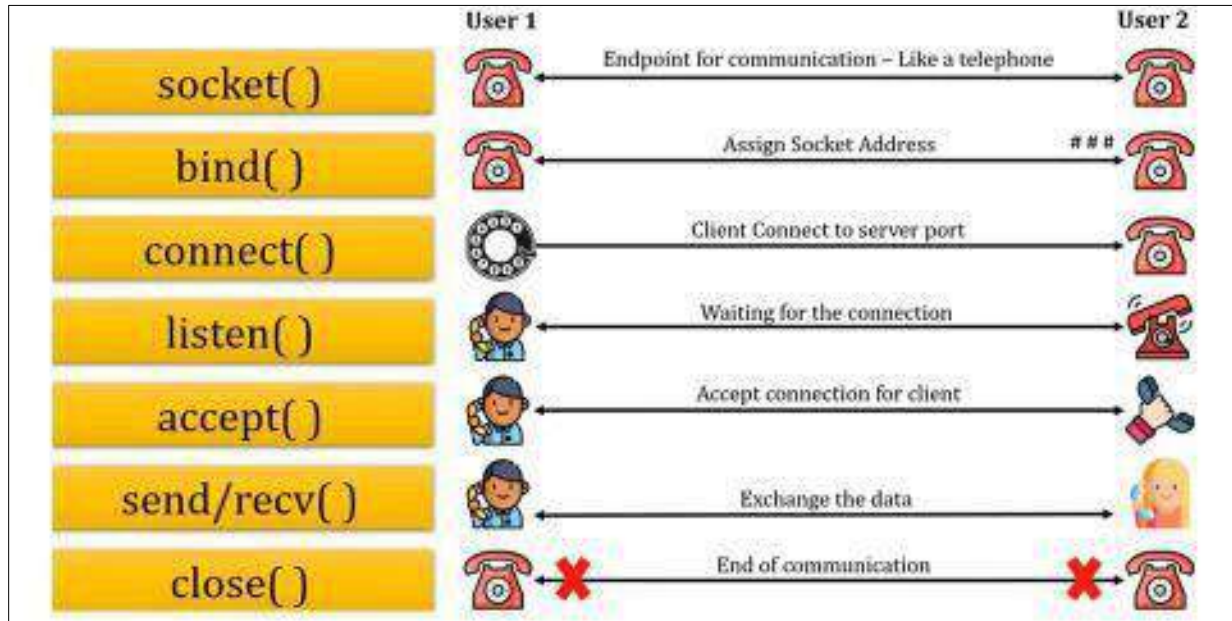 User 1
User 2
socket( )
Endpoint for communication – Like a telephone
bind( )
Assign Socket Address
# # #
connect( )
Client Connect to server port
listen( )
Waiting for the connection
accept( )
Accept connection for client
send/recv( )
Exchange the data
close( )
End of communication